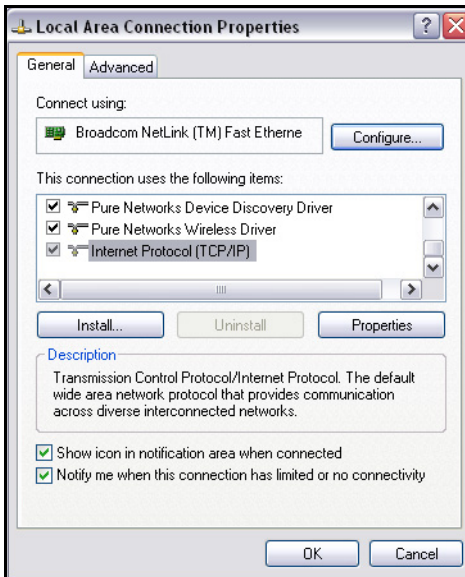 Local Area Connection Properties
General Advanced
Connect using:
Broadcom NetLink (TM) Fast Etherne
Configure...
This connection uses the following items:
Pure Networks Device Discovery Driver
Pure Networks Wireless Driver
Internet Protocol (TCP/IP)
Install... Uninstall Properties
Description
Transmission Control Protocol/Internet Protocol. The default
wide area network protocol that provides communication
across diverse interconnected networks.
Show icon in notification area when connected
Notify me when this connection has limited or no connectivity
OK Cancel